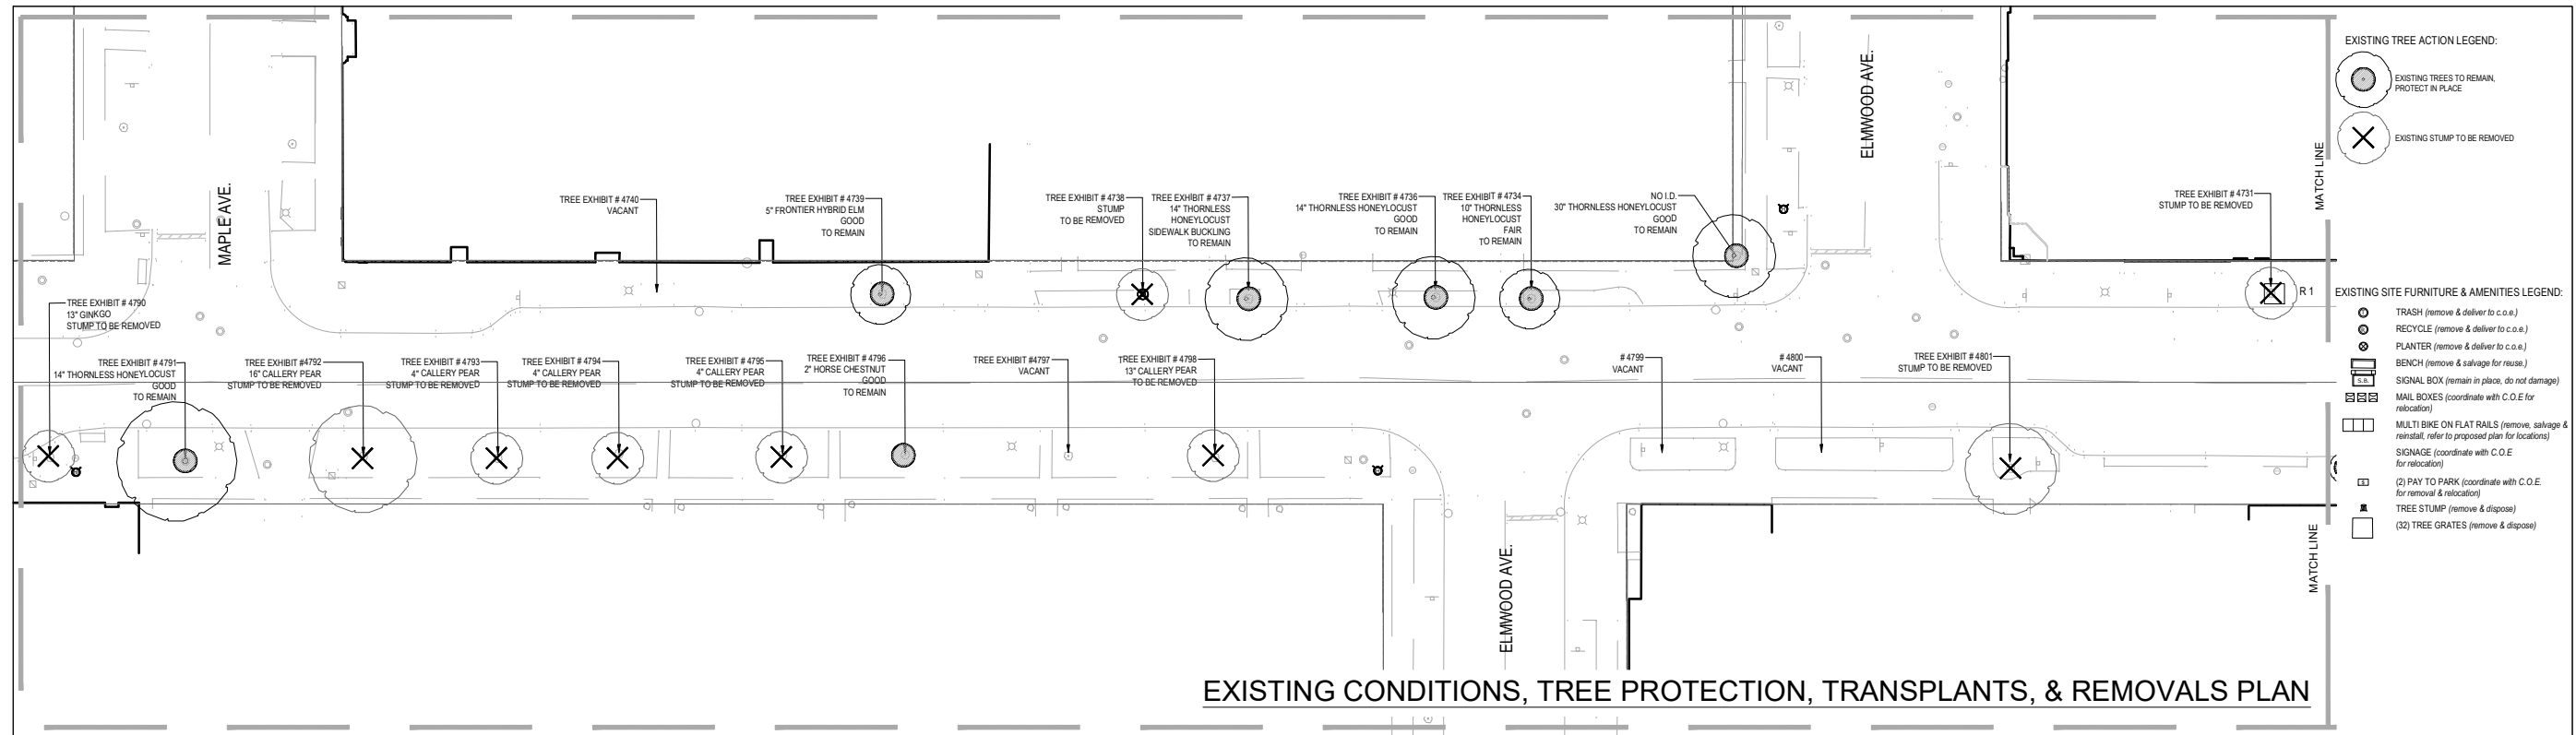 MAPLE AVE.
ELMWOOD AVE.
MATCH LINE
TREE EXHIBIT # 4740
VACANT
TREE EXHIBIT # 4739
5" FRONTIER HYBRID ELM
GOOD
TO REMAIN
TREE EXHIBIT # 4738
STUMP
TO BE REMOVED
TREE EXHIBIT # 4737
14" THORNLESS
HONEYLOCUST
SIDEWALK BUCKLING
TO REMAIN
TREE EXHIBIT # 4736
14" THORNLESS HONEYLOCUST
GOOD
TO REMAIN
TREE EXHIBIT # 4734
10" THORNLESS
HONEYLOCUST
FAIR
TO REMAIN
NO I.D.
30" THORNLESS HONEYLOCUST
GOOD
TO REMAIN
TREE EXHIBIT # 4731
STUMP TO BE REMOVED
R 1
TREE EXHIBIT # 4790
13" GINKGO
STUMP TO BE REMOVED
TREE EXHIBIT # 4791
14" THORNLESS HONEYLOCUST
GOOD
TO REMAIN
TREE EXHIBIT #4792
16" CALLERY PEAR
STUMP TO BE REMOVED
TREE EXHIBIT # 4793
4" CALLERY PEAR
STUMP TO BE REMOVED
TREE EXHIBIT # 4794
4" CALLERY PEAR
STUMP TO BE REMOVED
TREE EXHIBIT # 4795
4" CALLERY PEAR
STUMP TO BE REMOVED
TREE EXHIBIT # 4796
2" HORSE CHESTNUT
GOOD
TO REMAIN
TREE EXHIBIT #4797
VACANT
TREE EXHIBIT # 4798
13" CALLERY PEAR
TO BE REMOVED
# 4799
VACANT
# 4800
VACANT
TREE EXHIBIT # 4801
STUMP TO BE REMOVED
ELMWOOD AVE.
MATCH LINE
EXISTING CONDITIONS, TREE PROTECTION, TRANSPLANTS, & REMOVALS PLAN
EXISTING TREE ACTION LEGEND:
EXISTING TREES TO REMAIN,
PROTECT IN PLACE
EXISTING STUMP TO BE REMOVED
EXISTING SITE FURNITURE & AMENITIES LEGEND:
TRASH (remove & deliver to c.o.e.)
RECYCLE (remove & deliver to c.o.e.)
PLANTER (remove & deliver to c.o.e.)
BENCH (remove & salvage for reuse.)
S.B.
SIGNAL BOX (remain in place, do not damage)
MAIL BOXES (coordinate with C.O.E for
relocation)
MULTI BIKE ON FLAT RAILS (remove, salvage &
reinstall, refer to proposed plan for locations)
SIGNAGE (coordinate with C.O.E
for relocation)
(2) PAY TO PARK (coordinate with C.O.E.
for removal & relocation)
TREE STUMP (remove & dispose)
(32) TREE GRATES (remove & dispose)